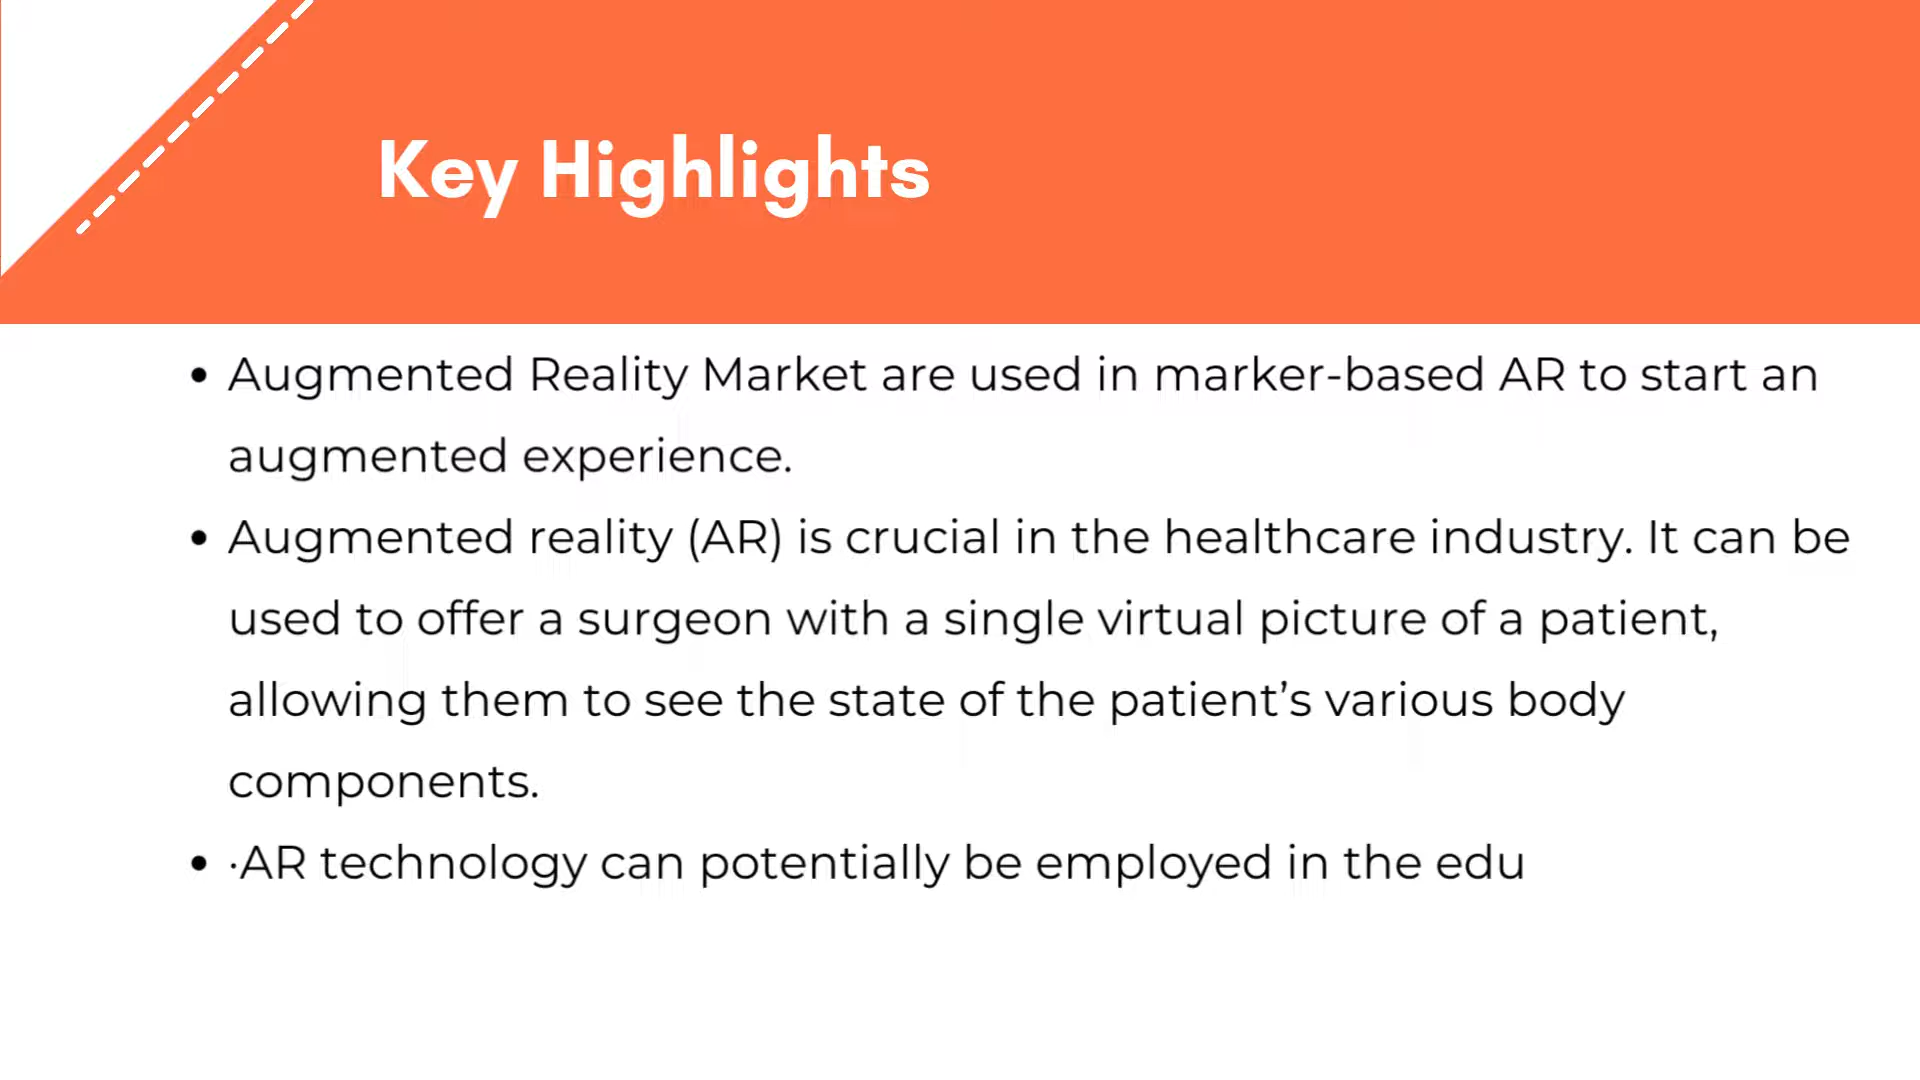 Key Highlights
• Augmented Reality Market are used in marker-based AR to start an
augmented experience.
• Augmented reality (AR) is crucial in the healthcare industry. It can be
used to offer a surgeon with a single virtual picture of a patient,
allowing them to see the state of the patient’s various body
components.
• ·AR technology can potentially be employed in the edu